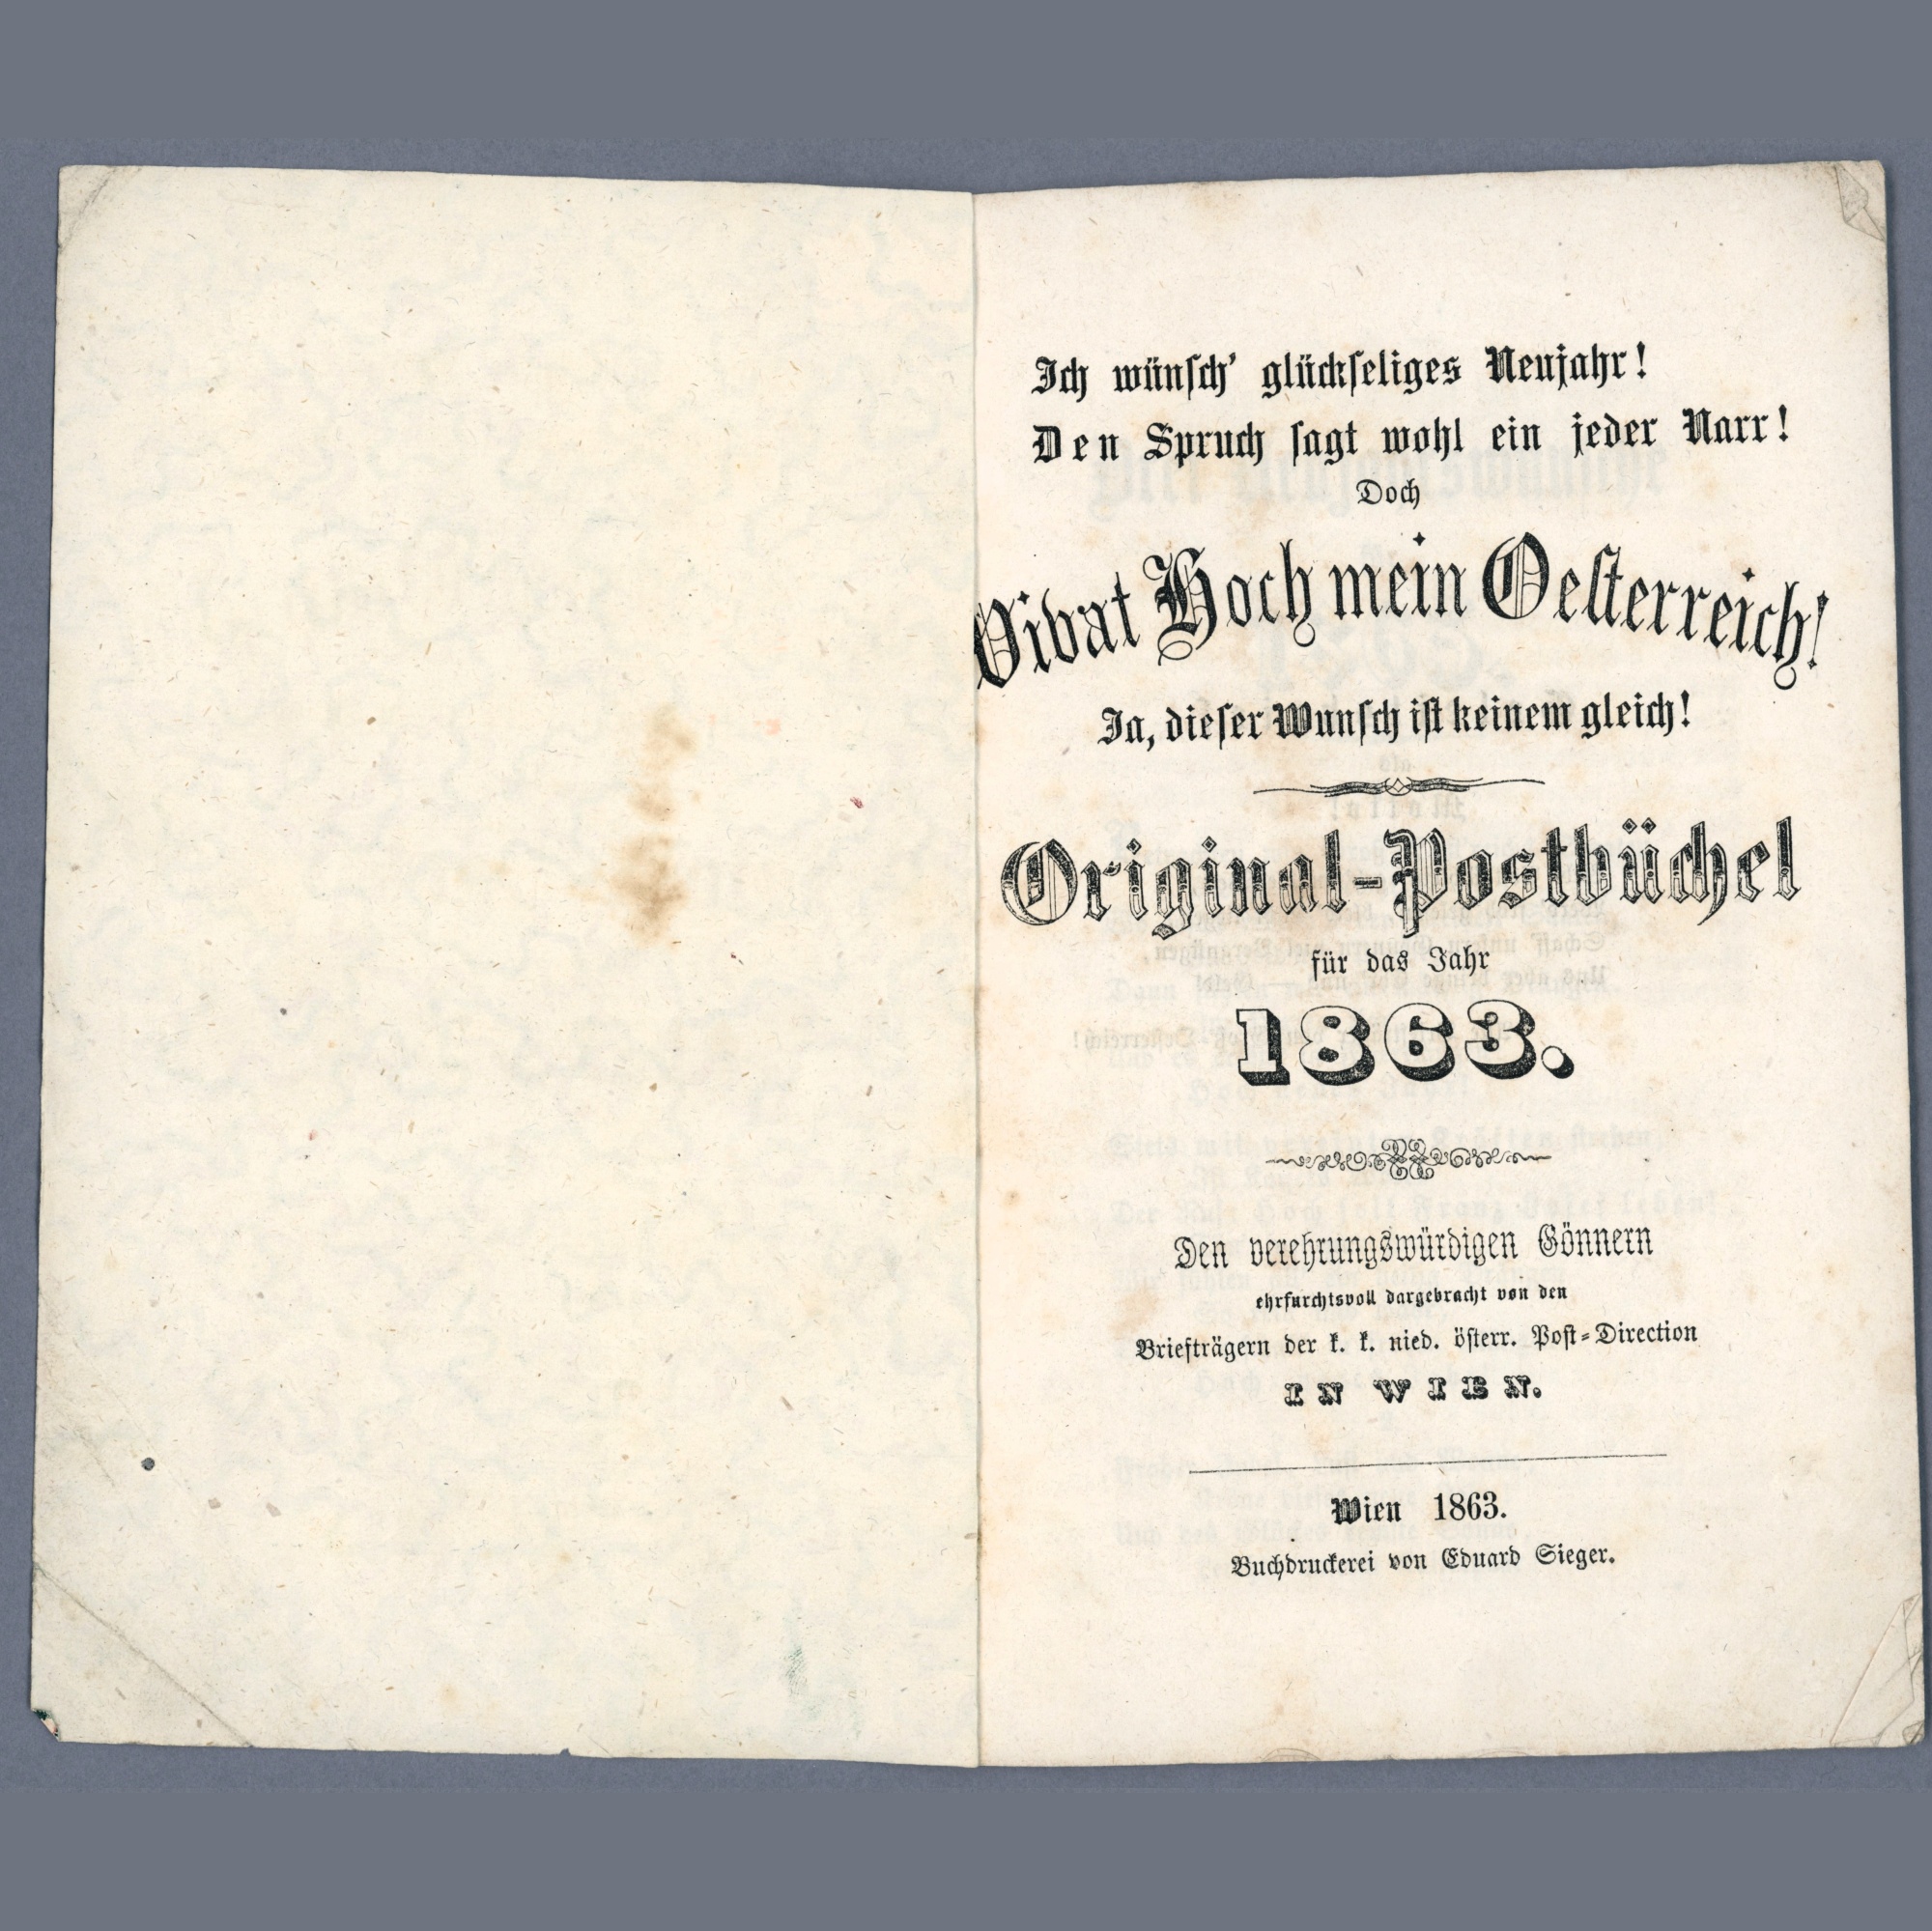 Ich wünsch' glückseliges Neujahr!
Den Spruch sagt wohl ein jeder Narr!
Doch
Vivat Hoch mein Oesterreich!
Ja, dieser Wunsch ist keinem gleich!
Original-Postbüchel
für das Jahr
1863.
Den verehrungswürdigen Gönnern
ehrfurchtsvoll dargebracht von den
Briefträgern der k. k. nied. österr. Post-Direction
IN WIEN.
Wien 1863.
Buchdruckerei von Eduard Sieger.